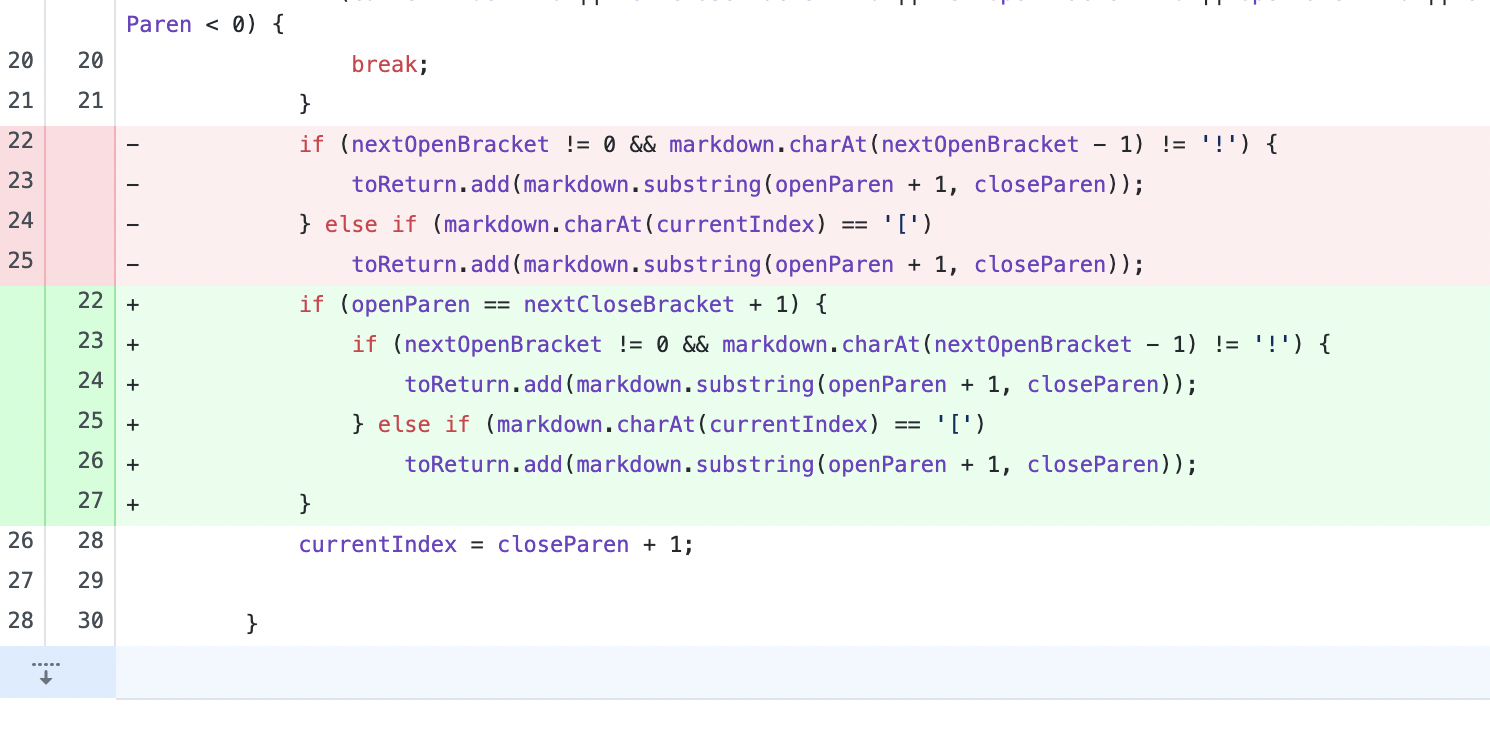 Paren < 0) {
20 20 break;
21 21 }
22 - if (nextOpenBracket != 0 && markdown.charAt(nextOpenBracket - 1) != '!') {
23 - toReturn.add(markdown.substring(openParen + 1, closeParen));
24 - } else if (markdown.charAt(currentIndex) == '[')
25 - toReturn.add(markdown.substring(openParen + 1, closeParen));
22 + if (openParen == nextCloseBracket + 1) {
23 + if (nextOpenBracket != 0 && markdown.charAt(nextOpenBracket - 1) != '!') {
24 + toReturn.add(markdown.substring(openParen + 1, closeParen));
25 + } else if (markdown.charAt(currentIndex) == '[')
26 + toReturn.add(markdown.substring(openParen + 1, closeParen));
27 + }
26 28 currentIndex = closeParen + 1;
27 29
28 30 }